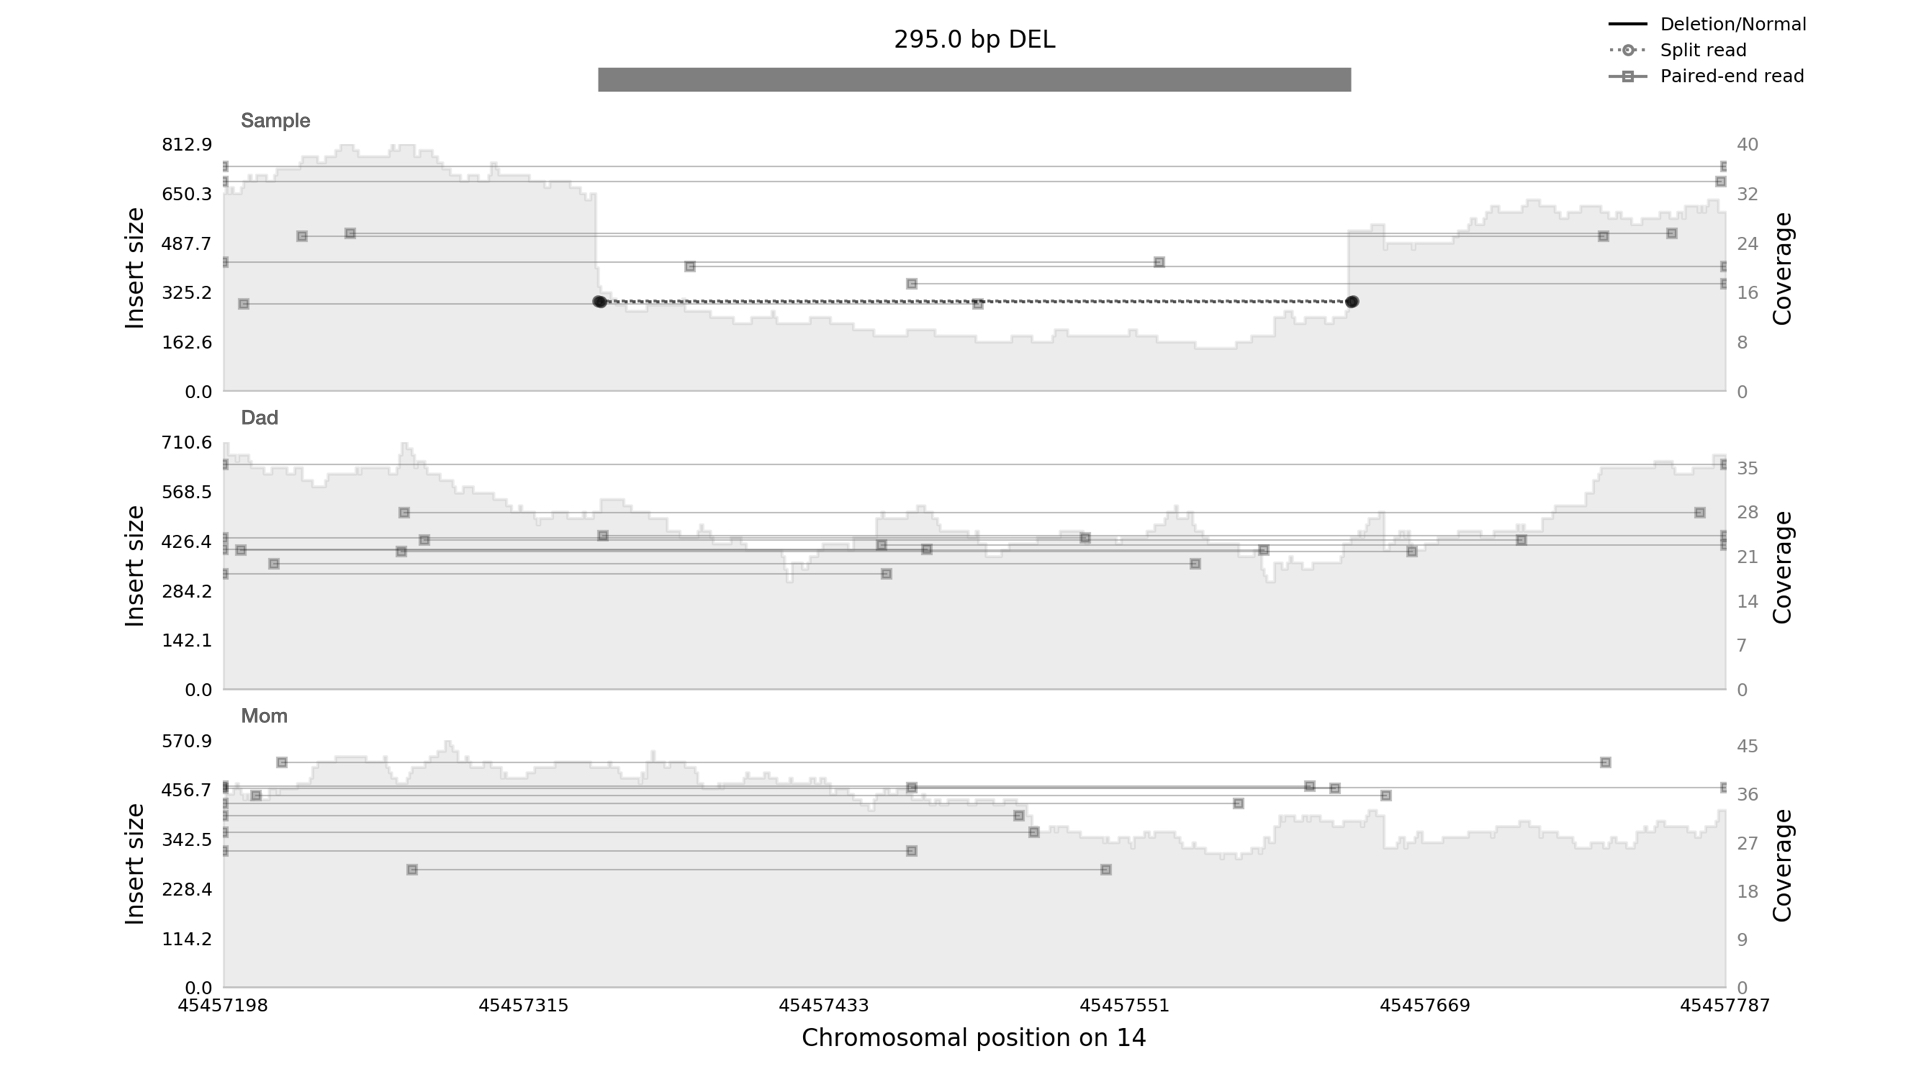 Deletion/Normal
Split read
Paired-end read
295.0 bp DEL
Sample
812.9
650.3
487.7
325.2
162.6
0.0
Insert size
40
32
24
16
8
0
Coverage
Dad
710.6
568.5
426.4
284.2
142.1
0.0
Insert size
35
28
21
14
7
0
Coverage
Mom
570.9
456.7
342.5
228.4
114.2
0.0
Insert size
45
36
27
18
9
0
Coverage
45457198 45457315 45457433 45457551 45457669 45457787
Chromosomal position on 14